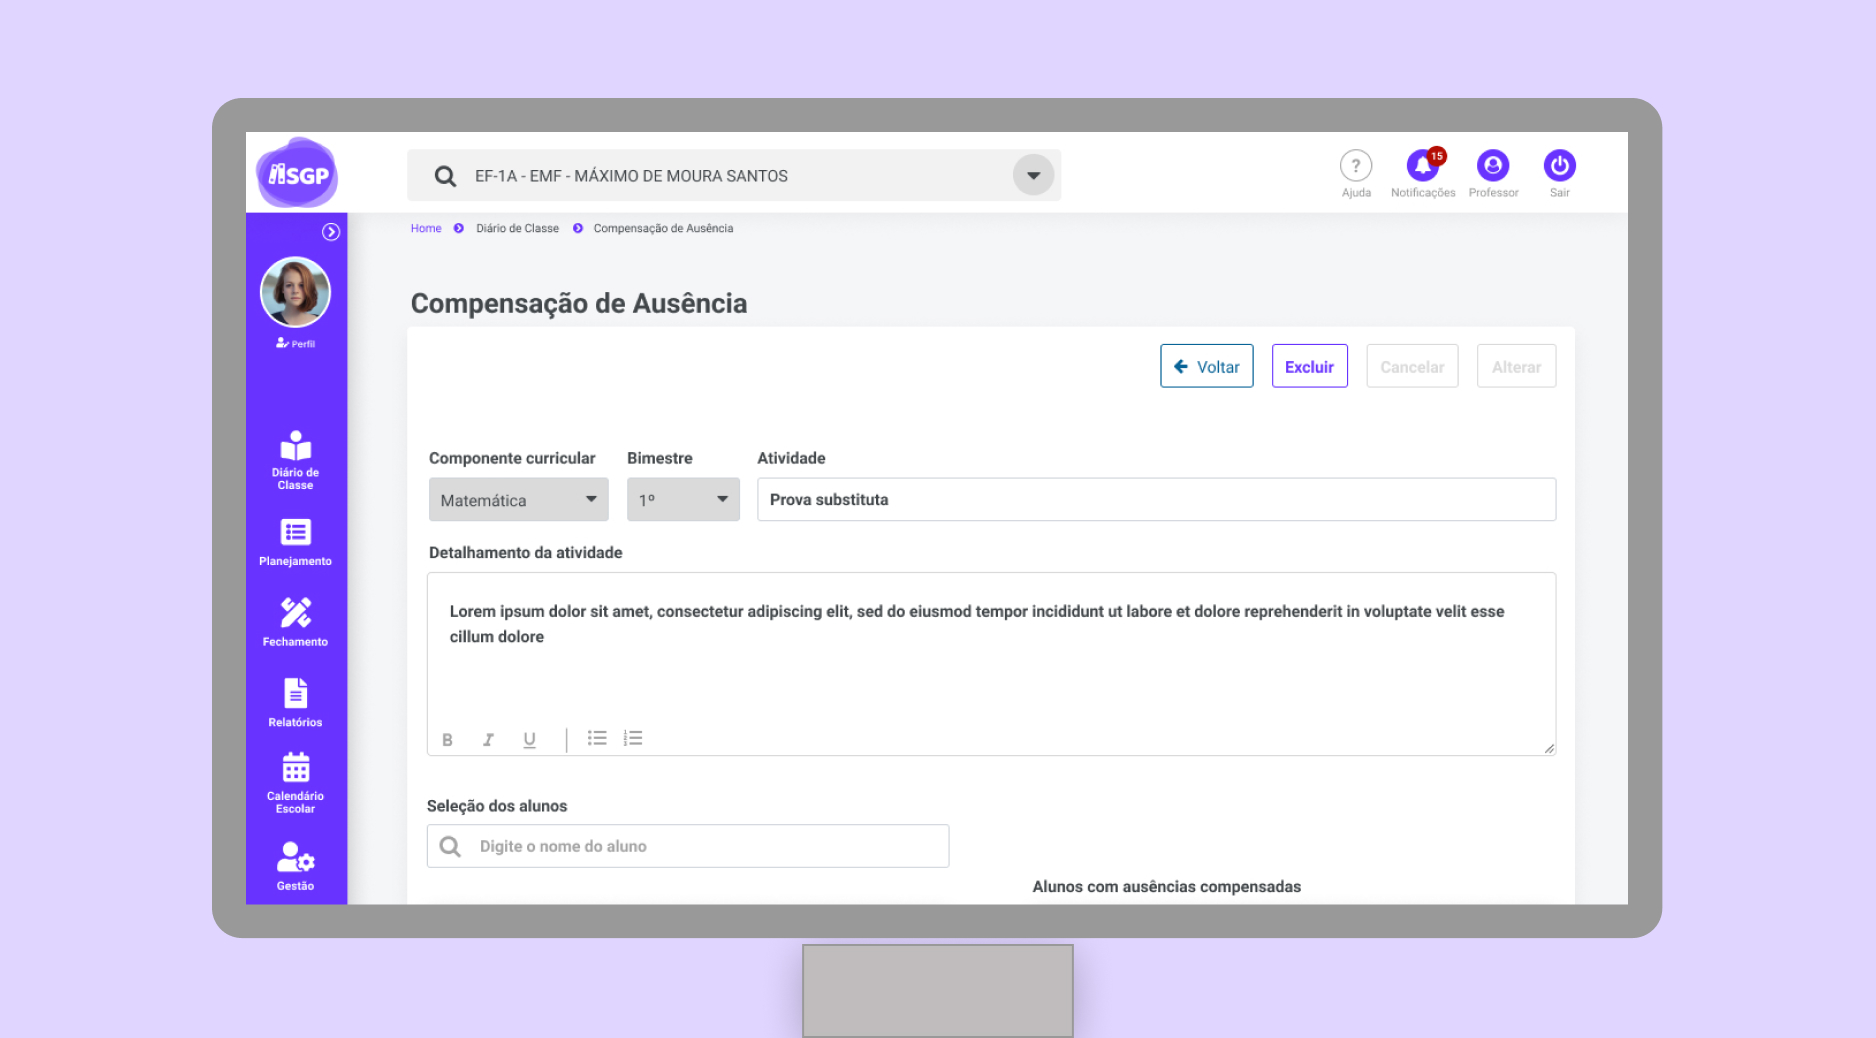 SGP
EF-1A - EMF - MÁXIMO DE MOURA SANTOS
?
15
Ajuda
Notificações
Professor
Sair
Home
Diário de Classe
Compensação de Ausência
Perfil
Diário de
Classe
Planejamento
Fechamento
Relatórios
Calendário
Escolar
Gestão
Compensação de Ausência
Voltar
Excluir
Cancelar
Alterar
Componente curricular
Bimestre
Atividade
Matemática
1º
Prova substituta
Detalhamento da atividade
Lorem ipsum dolor sit amet, consectetur adipiscing elit, sed do eiusmod tempor incididunt ut labore et dolore reprehenderit in voluptate velit esse
cillum dolore
B I U
Seleção dos alunos
Digite o nome do aluno
Alunos com ausências compensadas